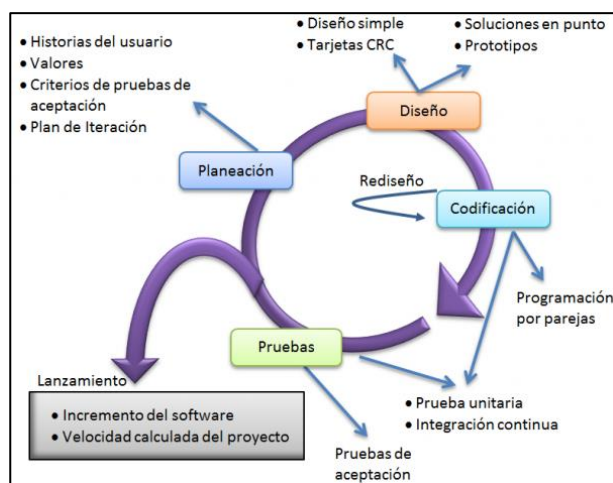 • Historias del usuario
• Valores
• Criterios de pruebas de
aceptación
• Plan de Iteración
• Diseño simple
• Tarjetas CRC
• Soluciones en punto
• Prototipos
Diseño
Planeación
Rediseño
Codificación
Programación
por parejas
Pruebas
Lanzamiento
• Incremento del software
• Velocidad calculada del proyecto
• Prueba unitaria
• Integración continua
Pruebas de
aceptación